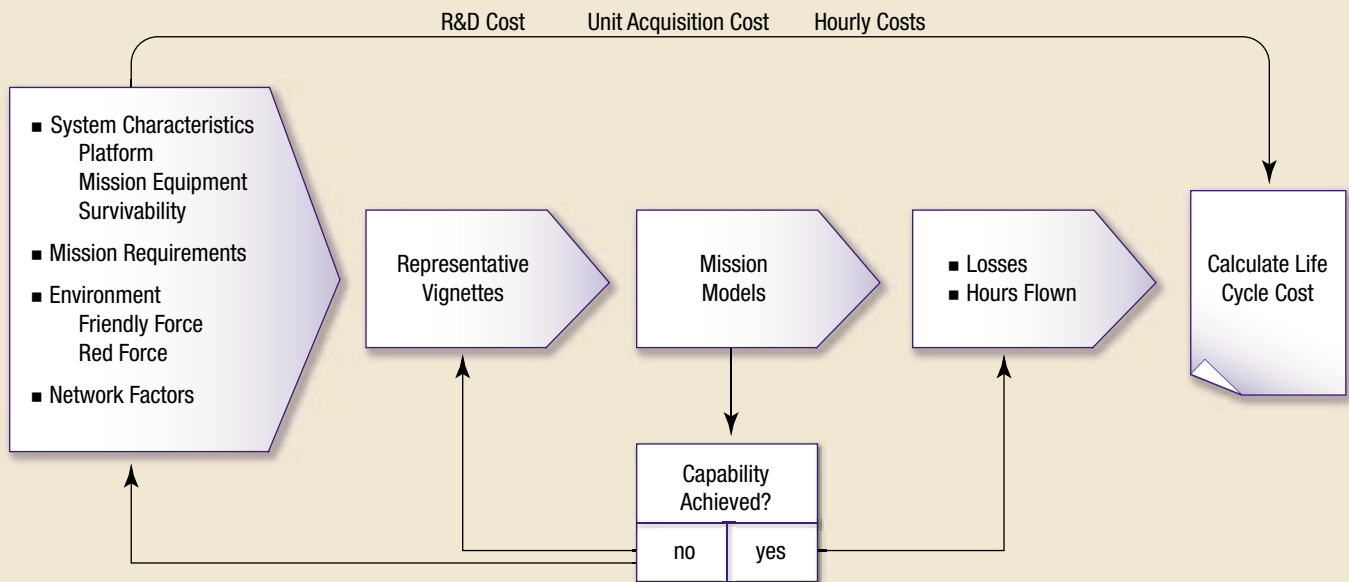 R&D Cost Unit Acquisition Cost Hourly Costs
■ System Characteristics
Platform
Mission Equipment
Survivability
■ Mission Requirements
■ Environment
Friendly Force
Red Force
■ Network Factors
Representative
Vignettes
Mission
Models
■ Losses
■ Hours Flown
Calculate Life
Cycle Cost
Capability
Achieved?
no yes